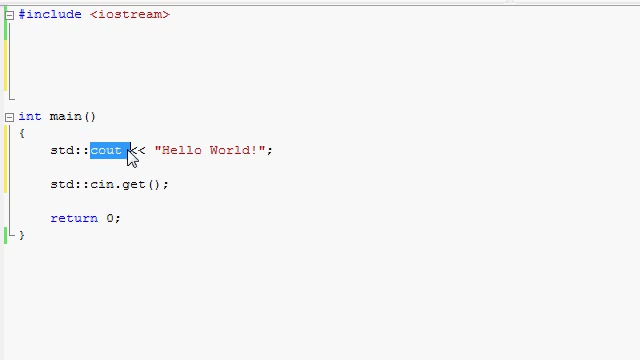 #include <iostream>
int main()
{
std::cout << "Hello World!";
std::cin.get();
return 0;
}